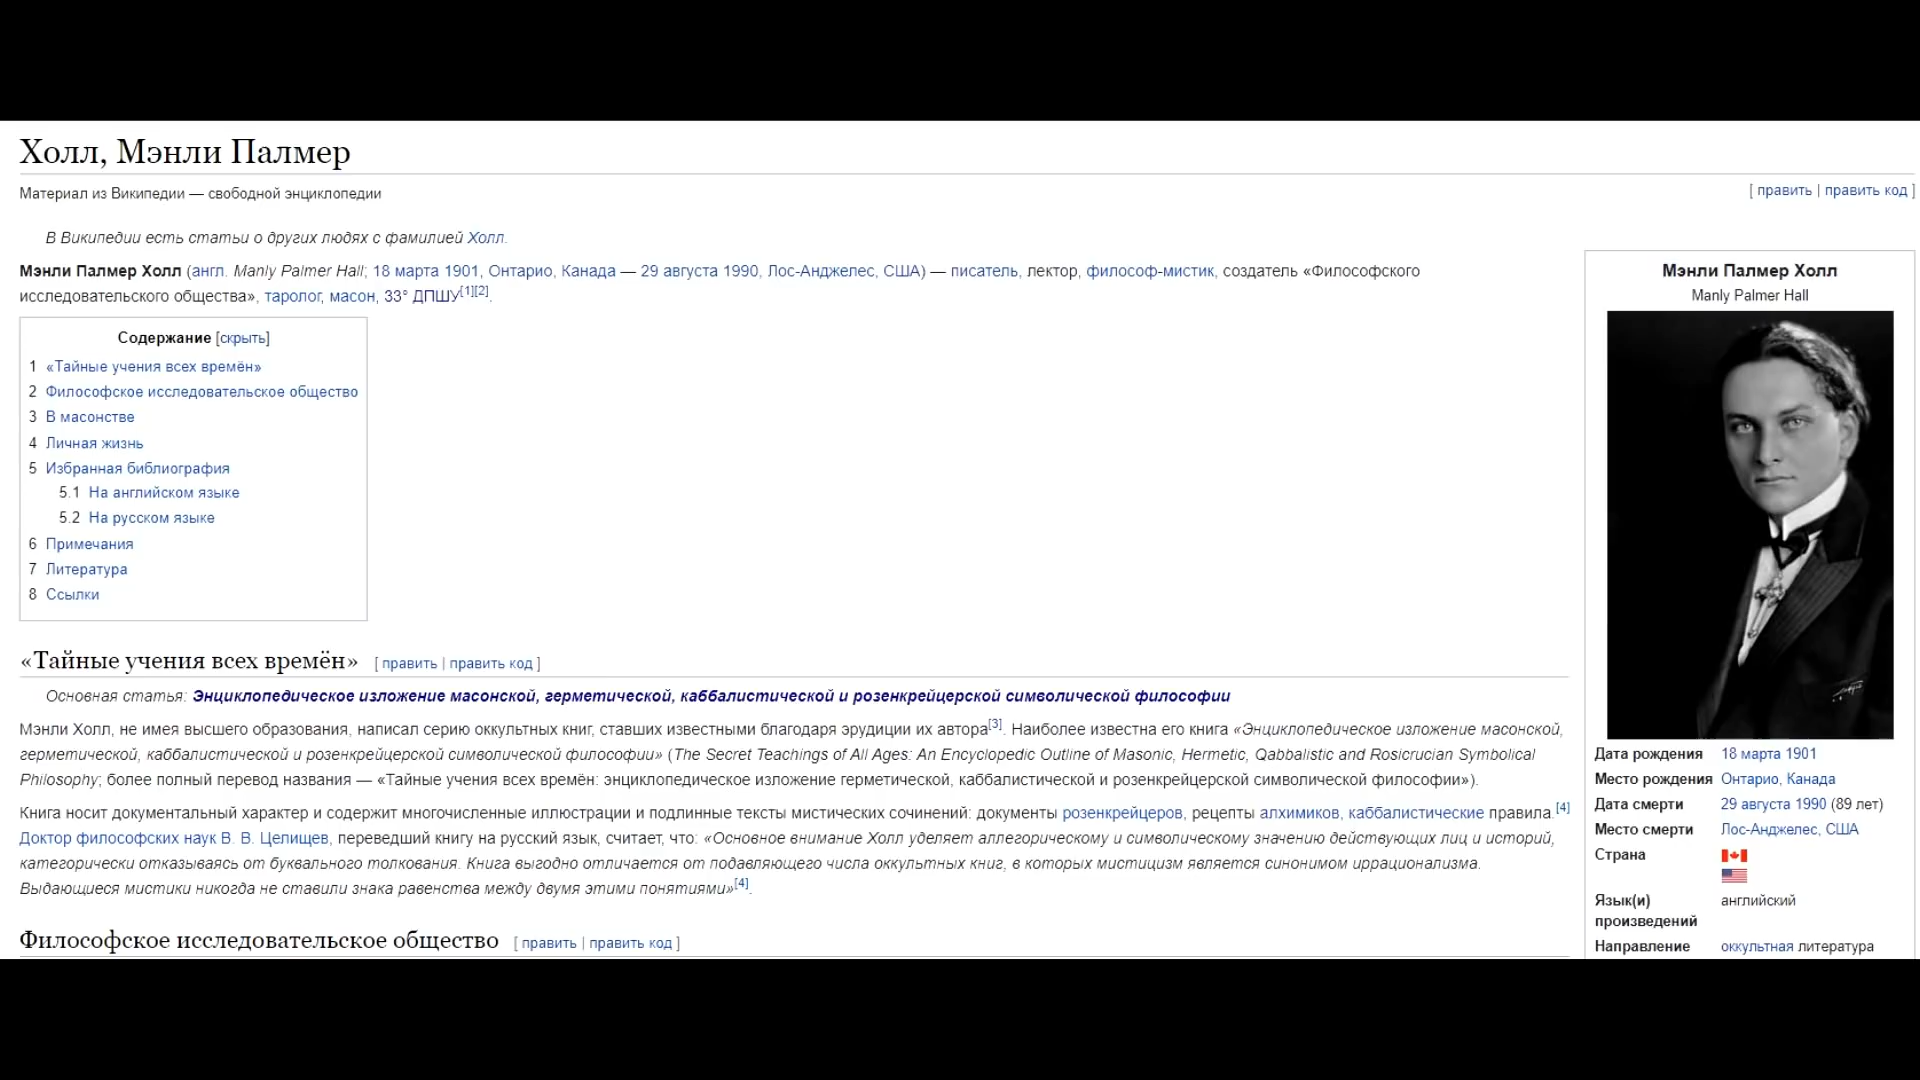 Холл, Мэнли Палмер
Материал из Википедии — свободной энциклопедии
[ править | править код ]
В Википедии есть статьи о других людях с фамилией Холл.
Мэнли Палмер Холл (англ. Manly Palmer Hall; 18 марта 1901, Онтарио, Канада — 29 августа 1990, Лос-Анджелес, США) — писатель, лектор, философ-мистик, создатель «Философского
исследовательского общества», таролог, масон, 33° ДПШУ[1][2].
Содержание [скрыть]
1 «Тайные учения всех времён»
2 Философское исследовательское общество
3 В масонстве
4 Личная жизнь
5 Избранная библиография
5.1 На английском языке
5.2 На русском языке
6 Примечания
7 Литература
8 Ссылки
«Тайные учения всех времён» [ править | править код ]
Основная статья: Энциклопедическое изложение масонской, герметической, каббалистической и розенкрейцерской символической философии
Мэнли Холл, не имея высшего образования, написал серию оккультных книг, ставших известными благодаря эрудиции их автора[3]. Наиболее известна его книга «Энциклопедическое изложение масонской,
герметической, каббалистической и розенкрейцерской символической философии» (The Secret Teachings of All Ages: An Encyclopedic Outline of Masonic, Hermetic, Qabbalistic and Rosicrucian Symbolical
Philosophy; более полный перевод названия — «Тайные учения всех времён: энциклопедическое изложение герметической, каббалистической и розенкрейцерской символической философии»).
Книга носит документальный характер и содержит многочисленные иллюстрации и подлинные тексты мистических сочинений: документы розенкрейцеров, рецепты алхимиков, каббалистические правила.[4]
Доктор философских наук В. В. Целищев, переведший книгу на русский язык, считает, что: «Основное внимание Холл уделяет аллегорическому и символическому значению действующих лиц и историй,
категорически отказываясь от буквального толкования. Книга выгодно отличается от подавляющего числа оккультных книг, в которых мистицизм является синонимом иррационализма.
Выдающиеся мистики никогда не ставили знака равенства между двумя этими понятиями»[4].
Философское исследовательское общество [ править | править код ]
Мэнли Палмер Холл
Manly Palmer Hall
Дата рождения 18 марта 1901
Место рождения Онтарио, Канада
Дата смерти 29 августа 1990 (89 лет)
Место смерти Лос-Анджелес, США
Страна
Язык(и) английский
произведений
Направление оккультная литература